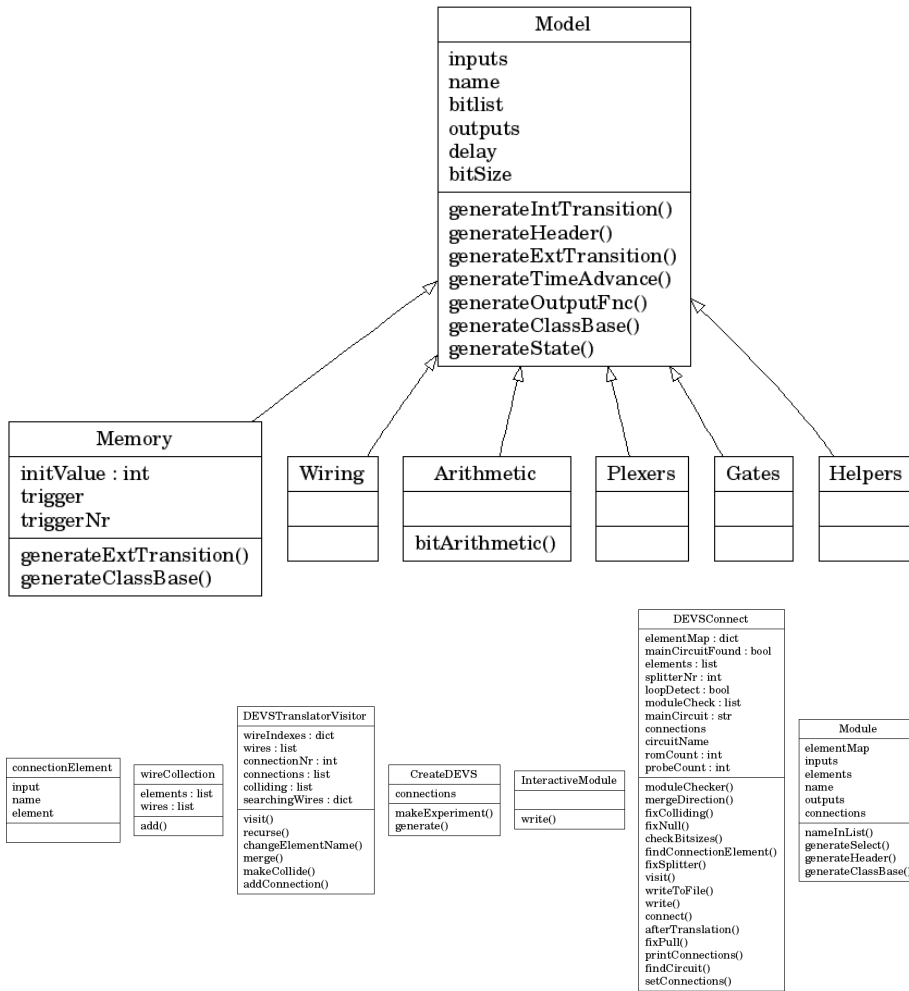 Model
inputs
name
bitlist
outputs
delay
bitSize
generateIntTransition()
generateHeader()
generateExtTransition()
generateTimeAdvance()
generateOutputFnc()
generateClassBase()
generateState()
Memory
initValue : int
trigger
triggerNr
generateExtTransition()
generateClassBase()
Wiring
Arithmetic
bitArithmetic()
Plexers
Gates
Helpers
connectionElement
input
name
element
wireCollection
elements : list
wires : list
add()
DEVSTranslatorVisitor
wireIndexes : dict
wires : list
connectionNr : int
connections : list
colliding : list
searchingWires : dict
visit()
recurse()
changeElementName()
merge()
makeCollide()
addConnection()
CreateDEVS
connections
makeExperiment()
generate()
InteractiveModule
write()
DEVSConnect
elementMap : dict
mainCircuitFound : bool
elements : list
splitterNr : int
loopDetect : bool
moduleCheck : list
mainCircuit : str
connections
circuitName
romCount : int
probeCount : int
moduleChecker()
mergeDirection()
fixColliding()
fixNull()
checkBitsizes()
findConnectionElement()
fixSplitter()
visit()
writeToFile()
write()
connect()
afterTranslation()
fixPull()
printConnections()
findCircuit()
setConnections()
Module
elementMap
inputs
elements
name
outputs
connections
nameInList()
generateSelect()
generateHeader()
generateClassBase()